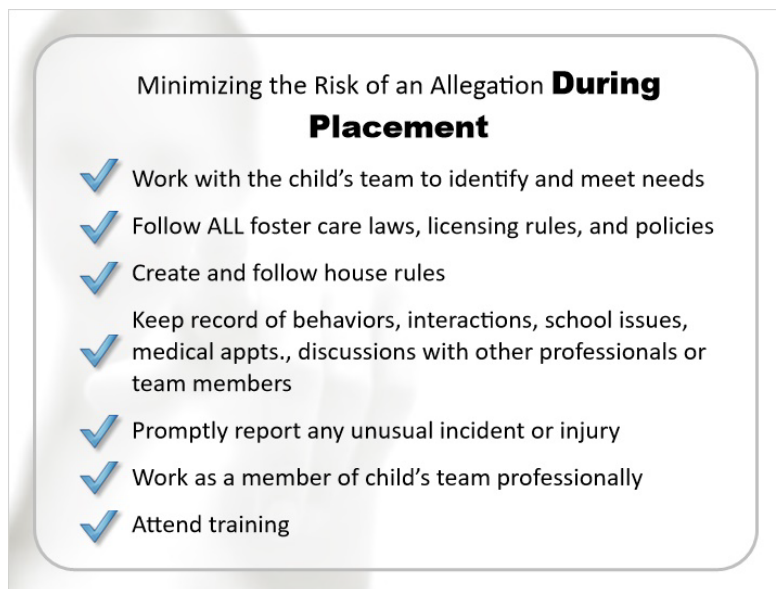 Minimizing the Risk of an Allegation During
Placement
Work with the child's team to identify and meet needs
Follow ALL foster care laws, licensing rules, and policies
Create and follow house rules
Keep record of behaviors, interactions, school issues,
medical appts., discussions with other professionals or
team members
Promptly report any unusual incident or injury
Work as a member of child's team professionally
Attend training